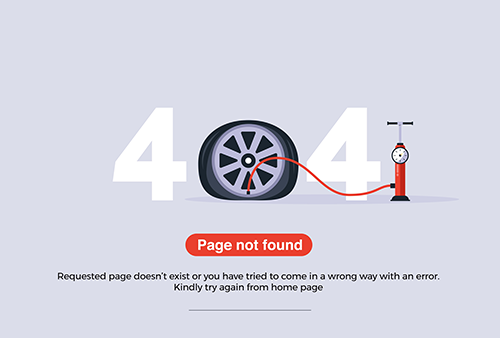 4 4
Page not found
Requested page doesn't exist or you have tried to come in a wrong way with an error.
Kindly try again from home page